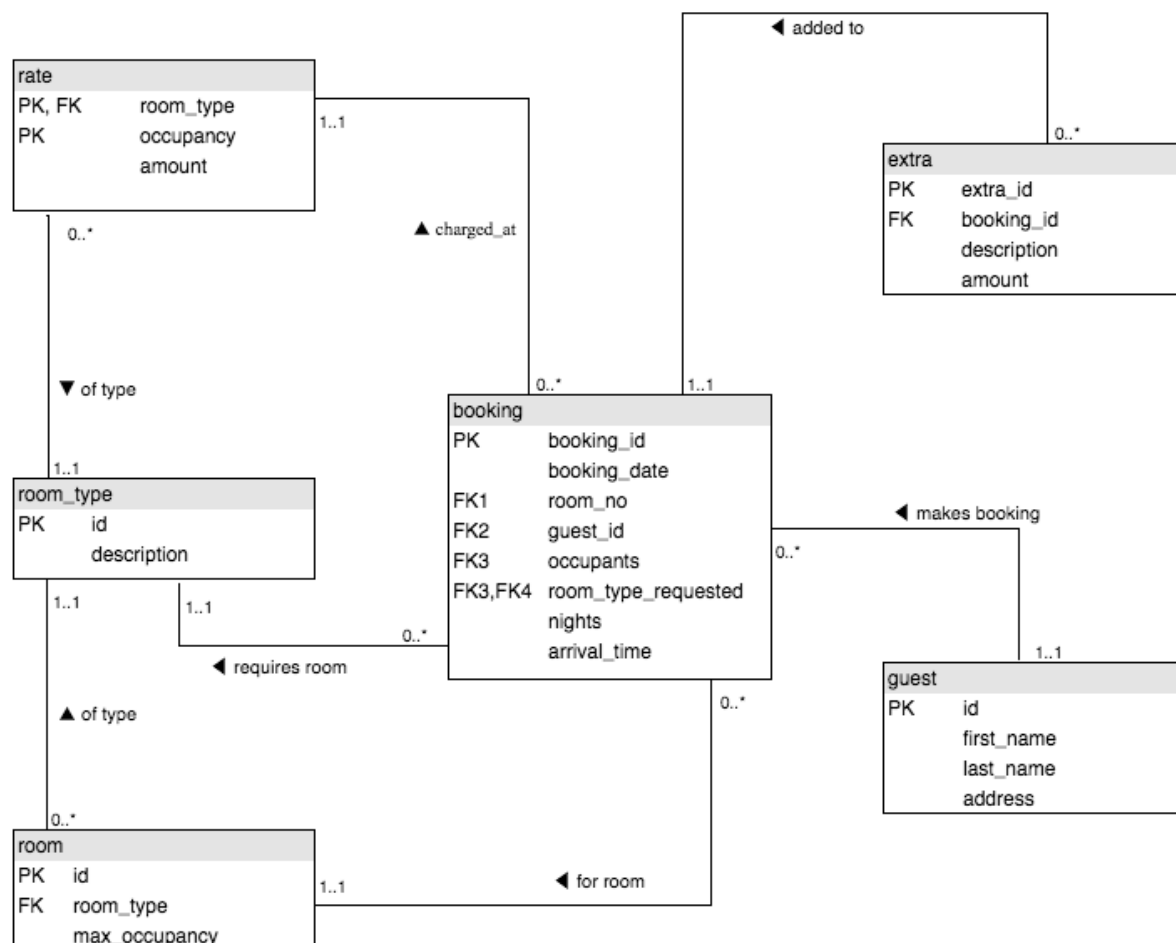 ◀ added to
rate
PK, FK room_type
1..1
PK occupancy
0..*
amount
extra
PK extra_id
FK booking_id
description
amount
0..*
▲ charged_at
▼ of type
0..*
1..1
booking
PK booking_id
booking_date
FK1 room_no
FK2 guest_id
FK3 occupants
FK3,FK4 room_type_requested
nights
arrival_time
1..1
room_type
PK id
description
◀ makes booking
0..*
1..1
1..1
0..*
◀ requires room
1..1
guest
PK id
first_name
last_name
address
0..*
▲ of type
0..*
room
PK id
FK room_type
max_occupancy
1..1
◀ for room